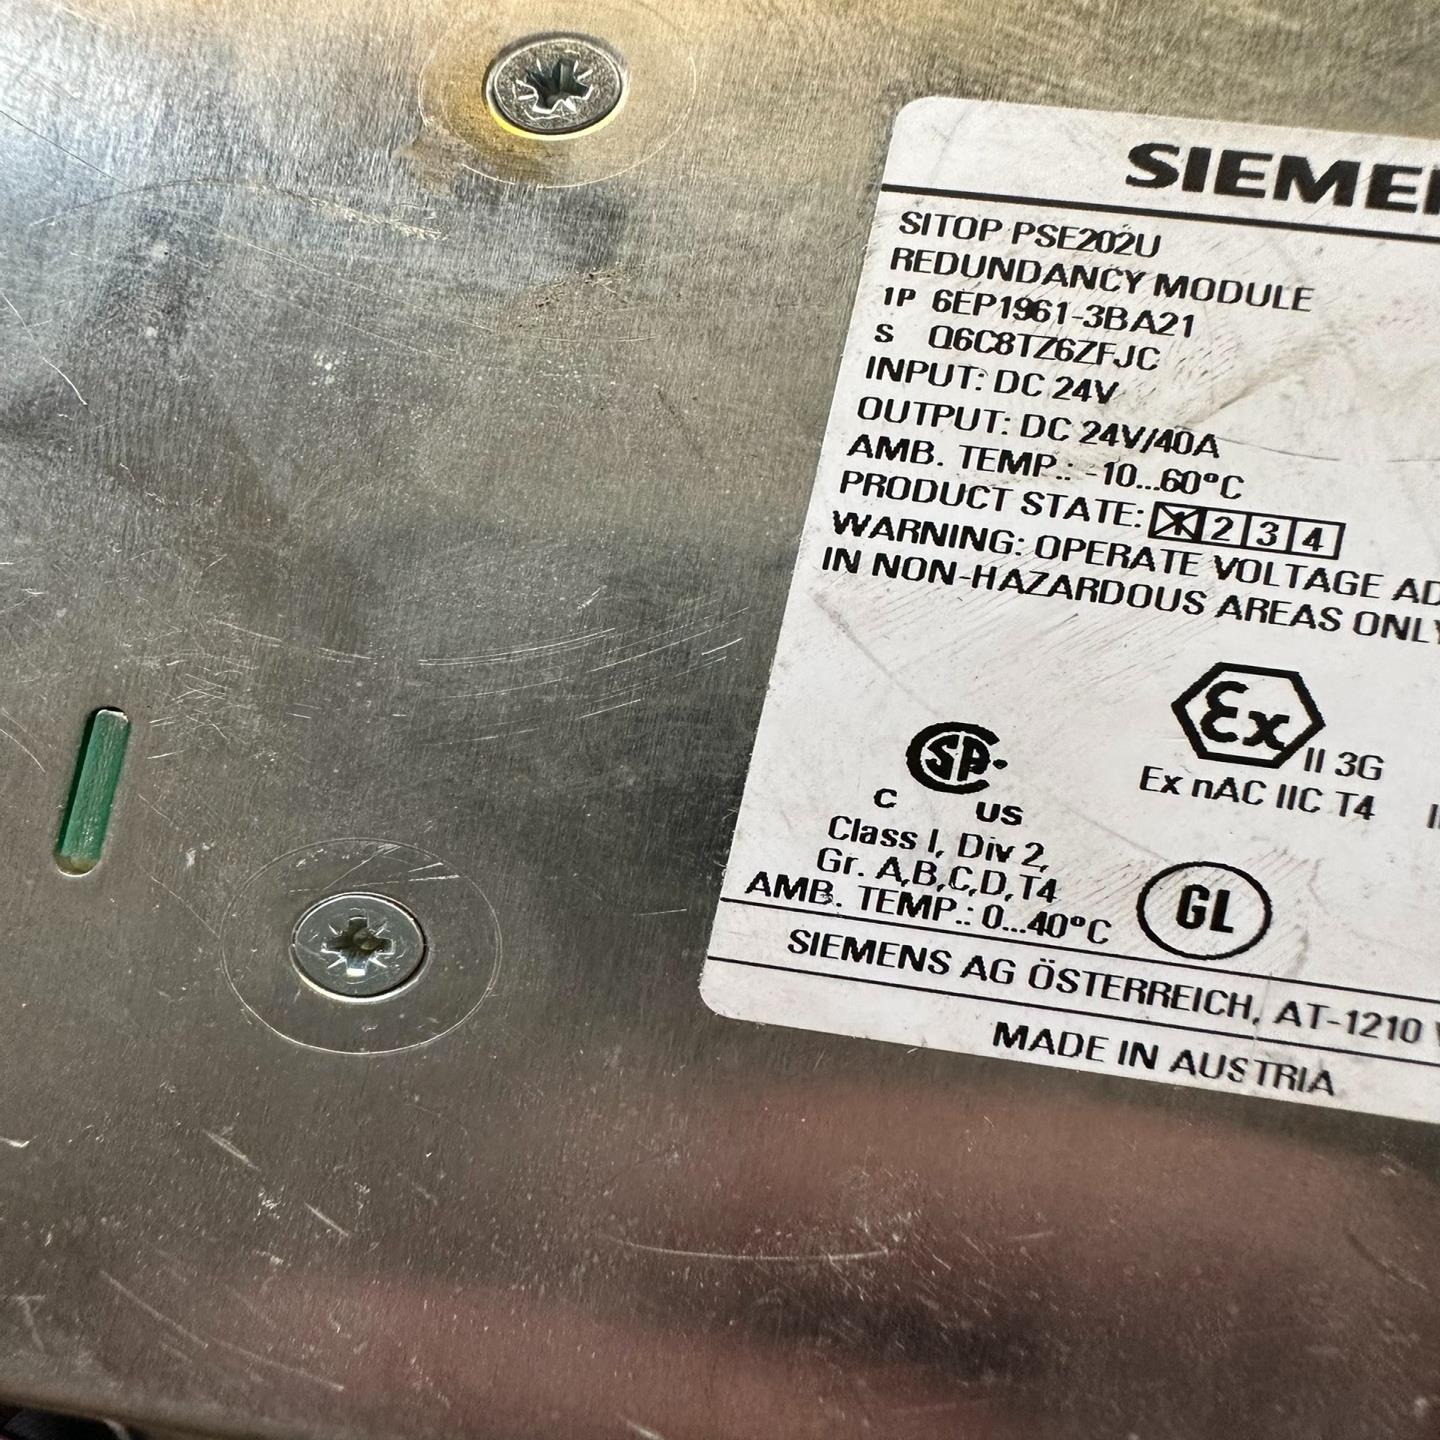 SIEME
SITOP PSE202U
REDUNDANCY MODULE
1P 6EP1961-3BA21
S Q6C8TZ6ZFJC
INPUT: DC 24V
OUTPUT: DC 24V/40A
AMB. TEMP.: -10...60°C
PRODUCT STATE: 1 2 3 4
WARNING: OPERATE VOLTAGE AD
IN NON-HAZARDOUS AREAS ONLY
Ex II 3G
Ex nAC IIC T4
SA
C US
Class I, Div 2,
Gr. A,B,C,D,T4
AMB. TEMP.: 0...40°C
GL
SIEMENS AG ÖSTERREICH, AT-1210
MADE IN AUSTRIA